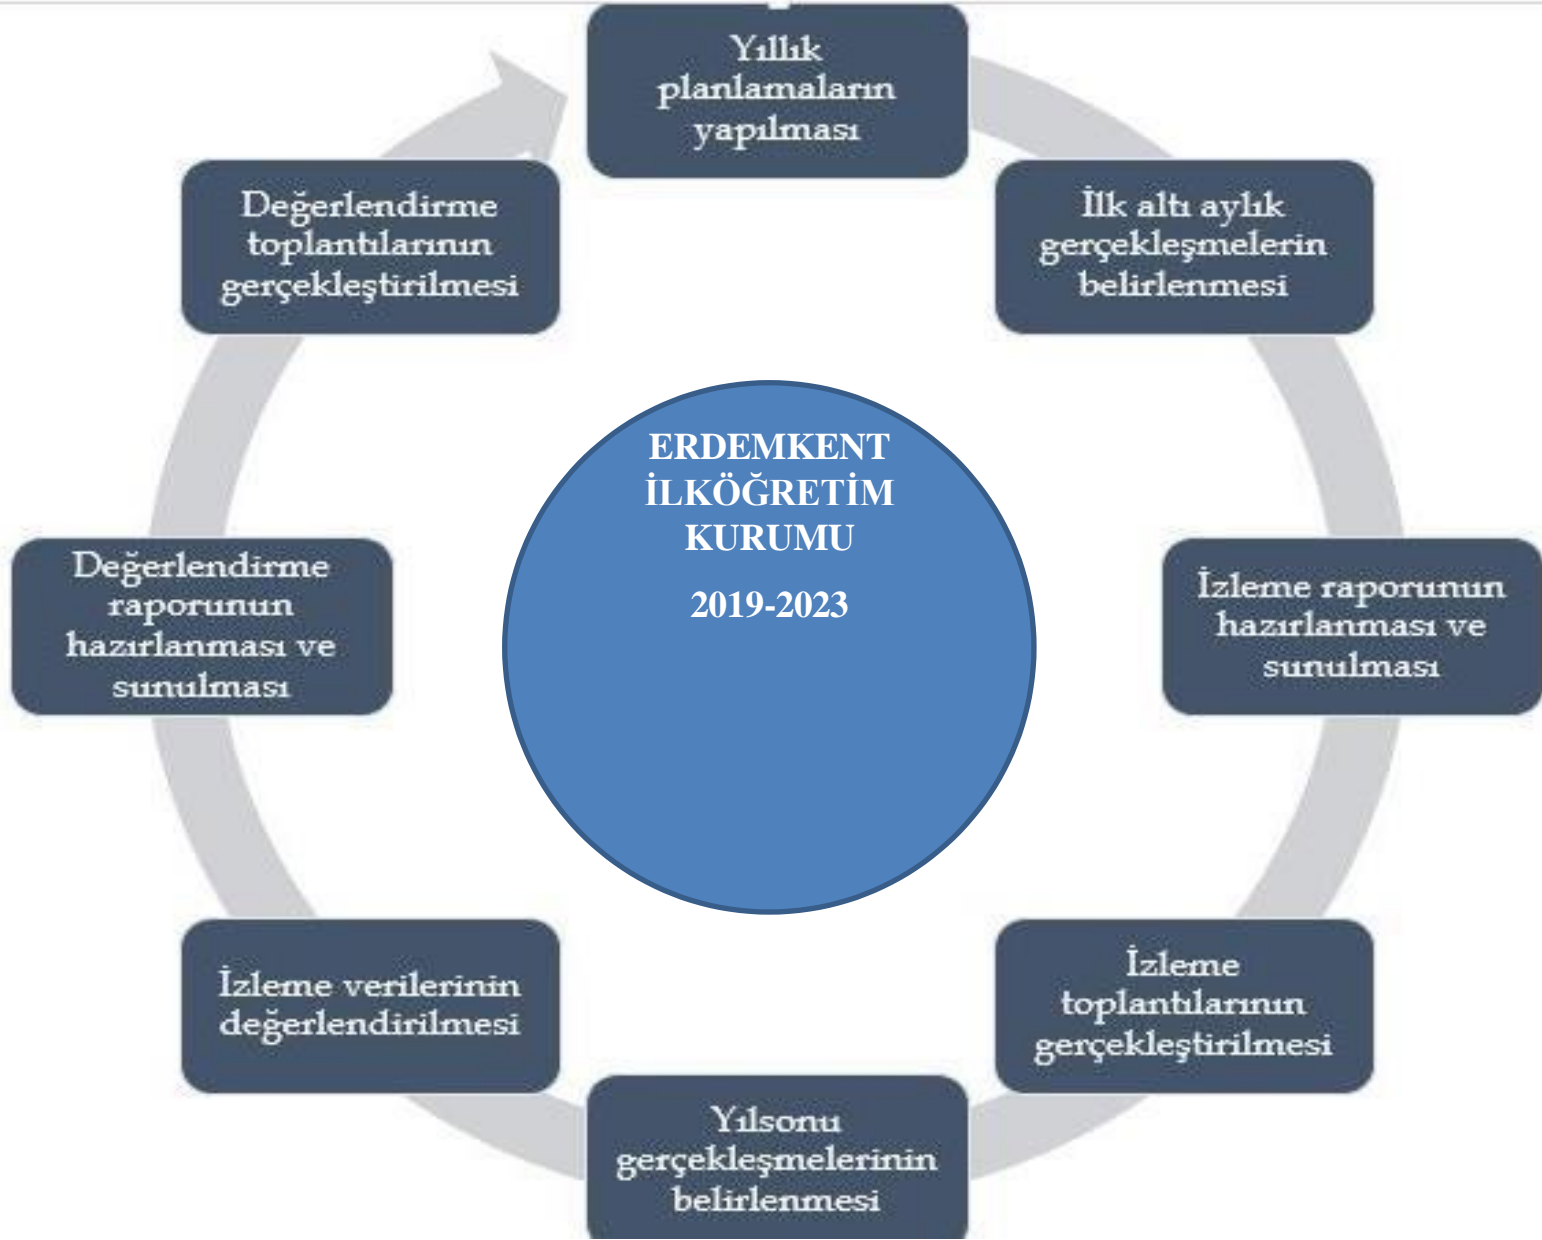 Yıllık
planlamaların
yapılması
İlk altı aylık
gerçekleşmelerin
belirlenmesi
İzleme raporunun
hazırlanması ve
sunulması
İzleme
toplantılarının
gerçekleştirilmesi
Yılsonu
gerçekleşmelerinin
belirlenmesi
İzleme verilerinin
değerlendirilmesi
Değerlendirme
raporunun
hazırlanması ve
sunulması
Değerlendirme
toplantılarının
gerçekleştirilmesi
ERDEMKENT
İLKÖĞRETİM
KURUMU
2019-2023